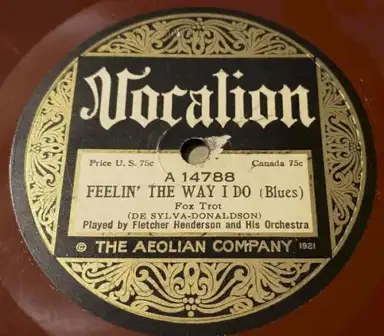 Vocalion
Price U. S. 75c Canada 75c
A 14788
FEELIN' THE WAY I DO (Blues)
Fox Trot
(DE SYLVA-DONALDSON)
Played by Fletcher Henderson and His Orchestra
© THE AEOLIAN COMPANY 1921